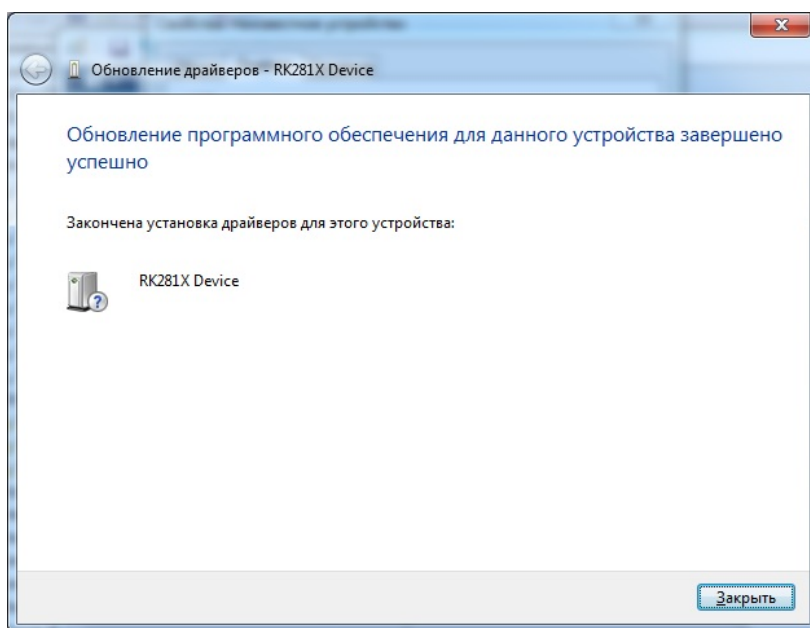 Обновление драйверов - RK281X Device
Обновление программного обеспечения для данного устройства завершено
успешно
Закончена установка драйверов для этого устройства:
RK281X Device
Закрыть